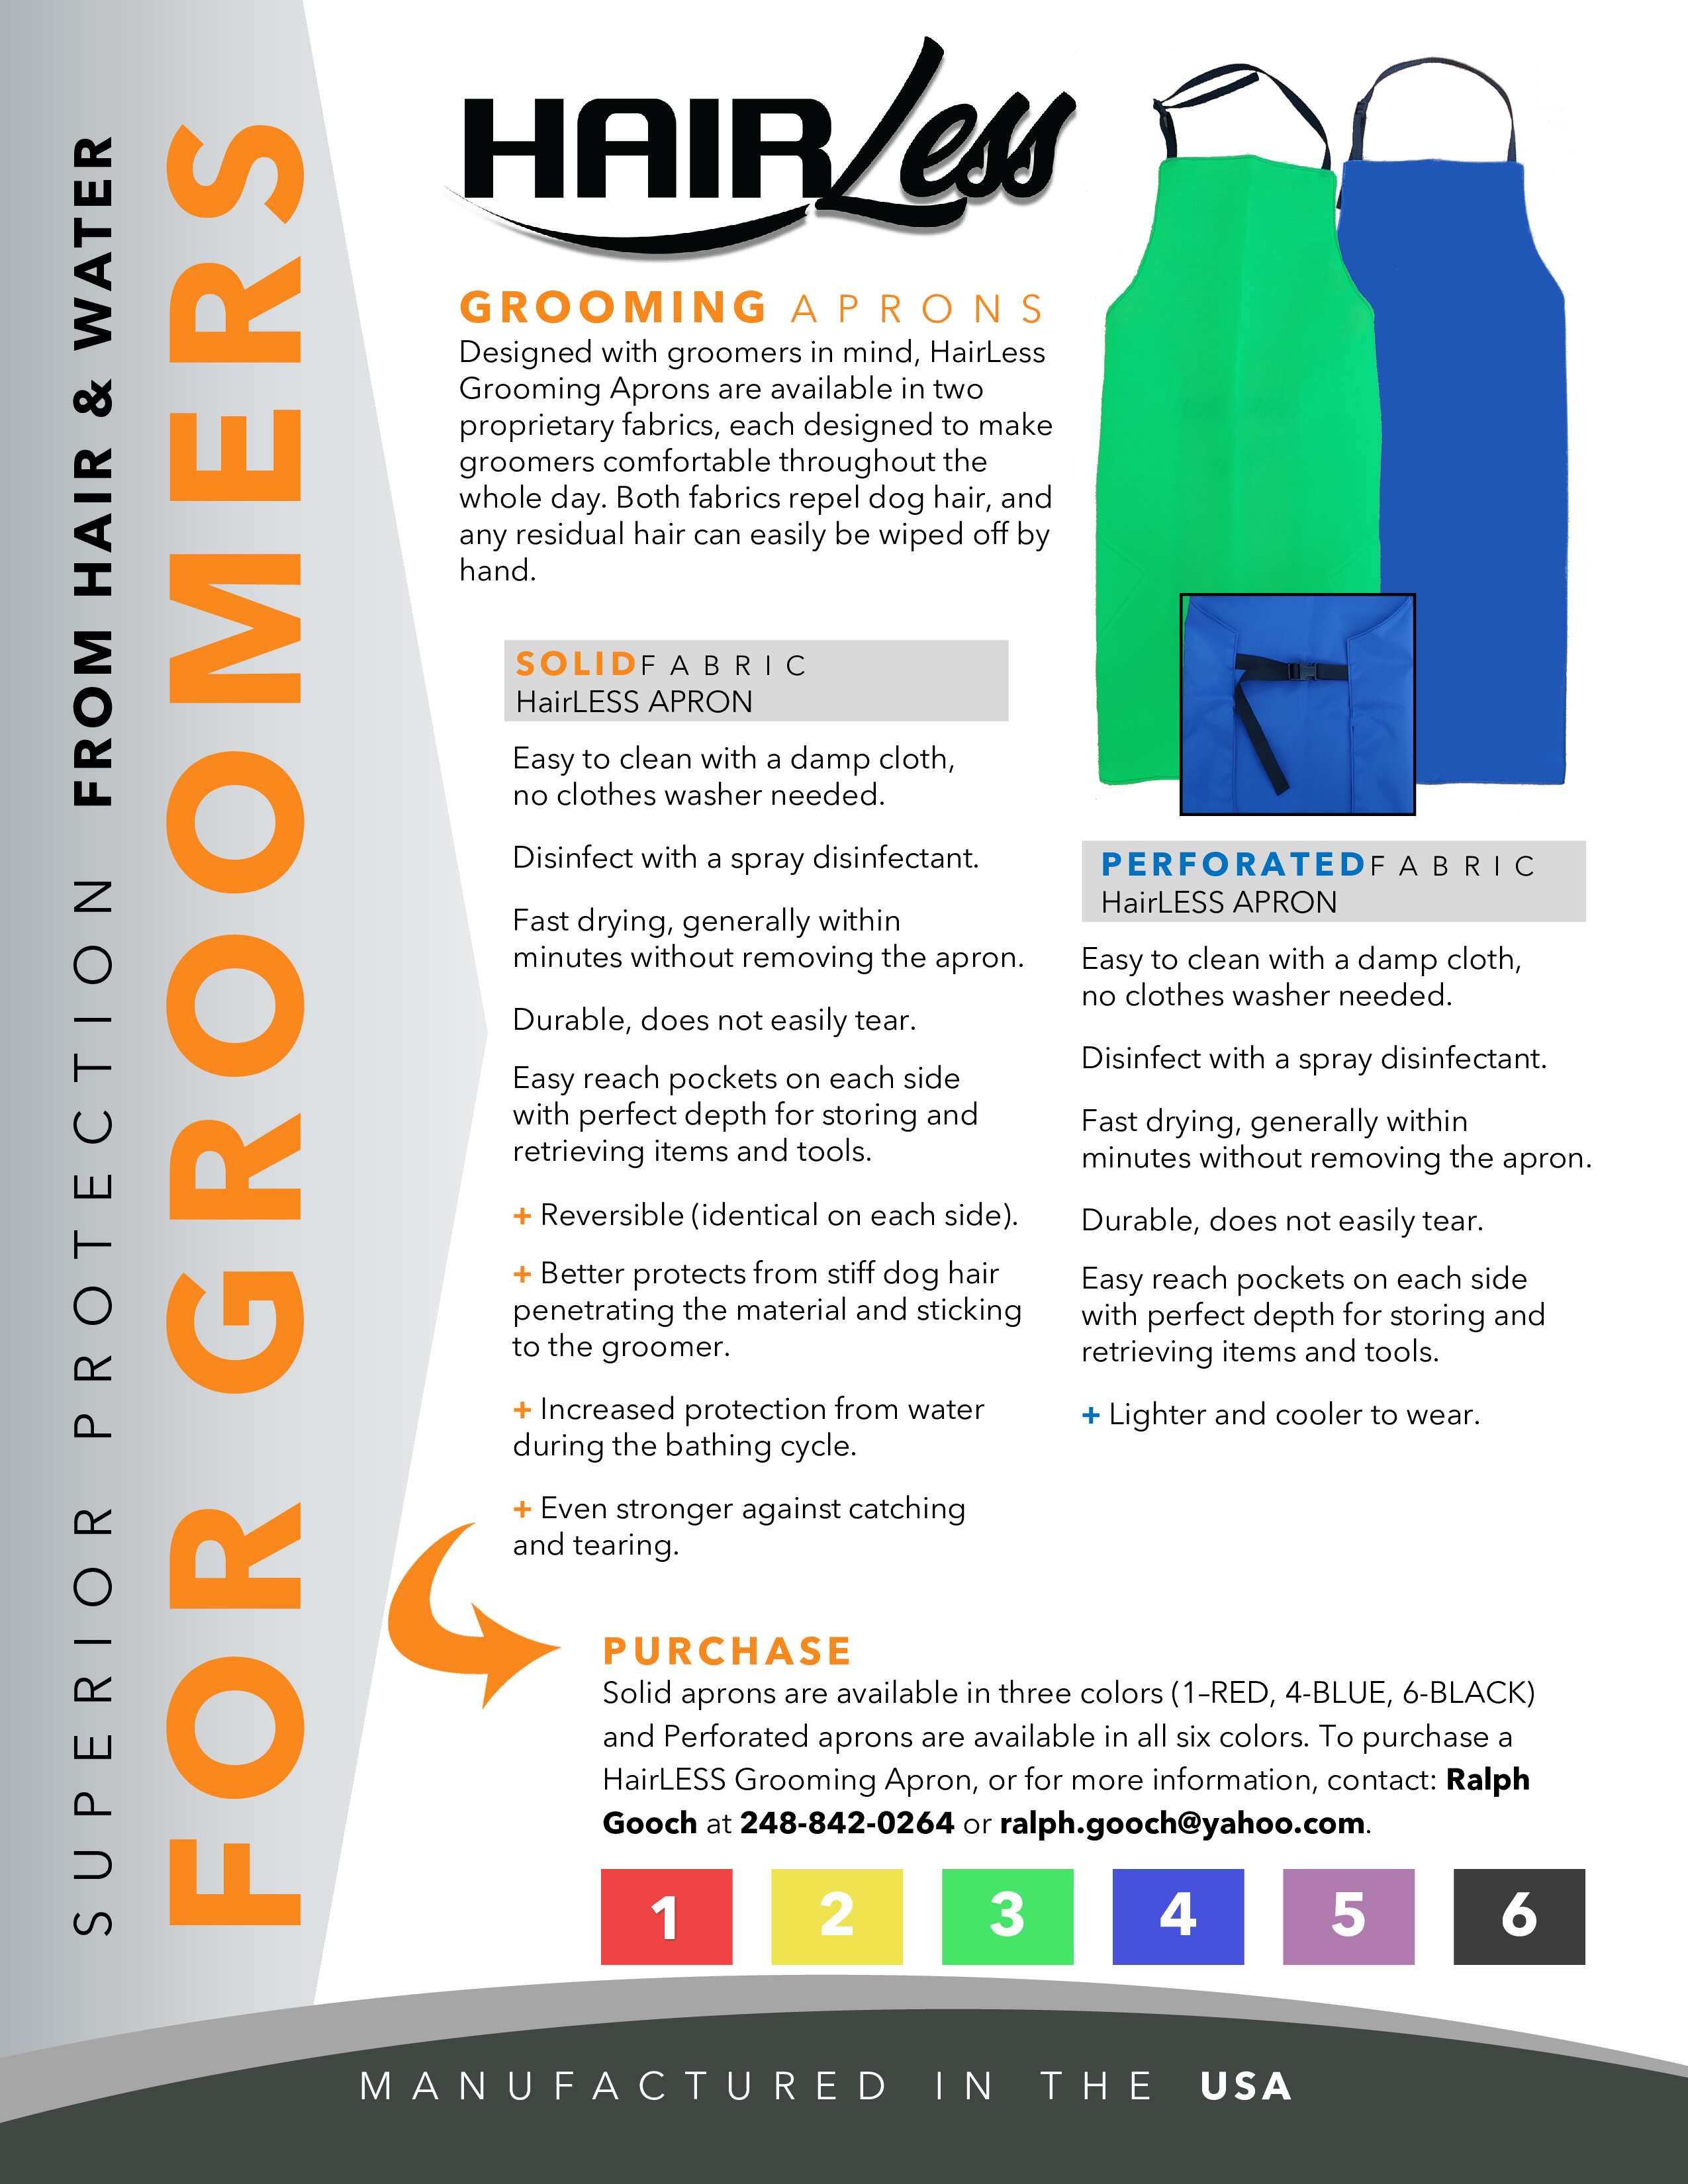 SUPERIOR PROTECTION FROM HAIR & WATER
FOR GROOMERS
HAIRLess
GROOMING APRONS
Designed with groomers in mind, HairLess
Grooming Aprons are available in two
proprietary fabrics, each designed to make
groomers comfortable throughout the
whole day. Both fabrics repel dog hair, and
any residual hair can easily be wiped off by
hand.
SOLIDFABRIC
HairLESS APRON
Easy to clean with a damp cloth,
no clothes washer needed.
Disinfect with a spray disinfectant.
Fast drying, generally within
minutes without removing the apron.
Durable, does not easily tear.
Easy reach pockets on each side
with perfect depth for storing and
retrieving items and tools.
+ Reversible (identical on each side).
+ Better protects from stiff dog hair
penetrating the material and sticking
to the groomer.
+ Increased protection from water
during the bathing cycle.
+ Even stronger against catching
and tearing.
PERFORATEDFABRIC
HairLESS APRON
Easy to clean with a damp cloth,
no clothes washer needed.
Disinfect with a spray disinfectant.
Fast drying, generally within
minutes without removing the apron.
Durable, does not easily tear.
Easy reach pockets on each side
with perfect depth for storing and
retrieving items and tools.
+ Lighter and cooler to wear.
PURCHASE
Solid aprons are available in three colors (1–RED, 4-BLUE, 6-BLACK)
and Perforated aprons are available in all six colors. To purchase a
HairLESS Grooming Apron, or for more information, contact: Ralph
Gooch at 248-842-0264 or ralph.gooch@yahoo.com.
1 2 3 4 5 6
MANUFACTURED IN THE USA